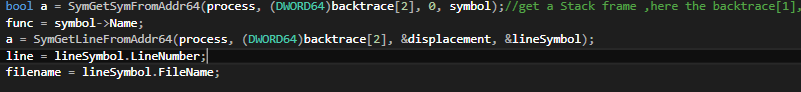 bool a = SymGetSymFromAddr64(process, (DWORD64)backtrace[2], 0, symbol);//get a Stack frame ,here the backtrace[1],
func = symbol->Name;
a = SymGetLineFromAddr64(process, (DWORD64)backtrace[2], &displacement, &lineSymbol);
line = lineSymbol.LineNumber;
filename = lineSymbol.FileName;